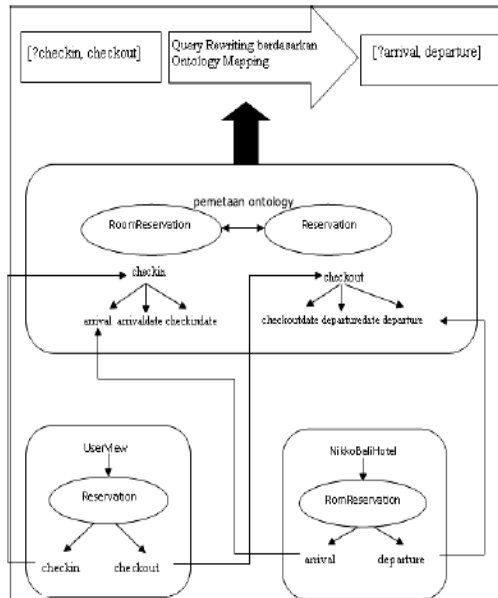 [?checkin, checkout]
Query Rewriting berdasarkan
Ontology Mapping
[?arrival, departure]
pemetaan ontology
RoomReservation
Reservation
checkin
checkout
arrival arrivaldate checkindate
checkoutdate departuredate departure
UserView
Reservation
checkin
checkout
NikkoBaliHotel
RomReservation
arrival
departure